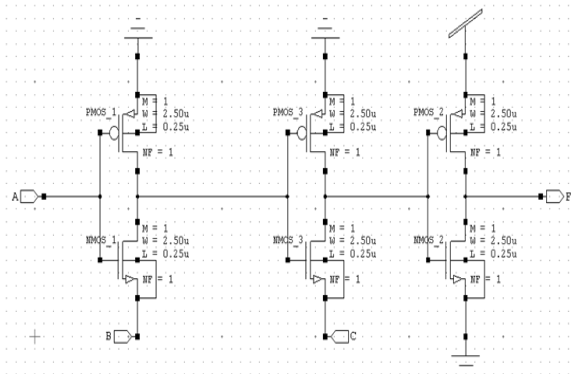 PMOS_1
M = 1
W = 2.50u
L = 0.25u
NF = 1
PMOS_3
M = 1
W = 2.50u
L = 0.25u
NF = 1
PMOS_2
M = 1
W = 2.50u
L = 0.25u
NF = 1
A
F
NMOS_1
M = 1
W = 2.50u
L = 0.25u
NF = 1
NMOS_3
M = 1
W = 2.50u
L = 0.25u
NF = 1
NMOS_2
M = 1
W = 2.50u
L = 0.25u
NF = 1
B
C